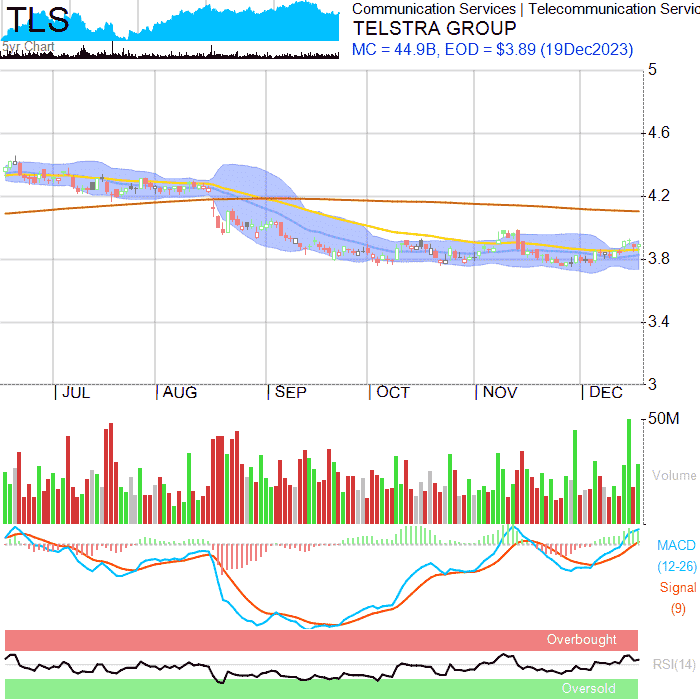 TLS
5yr Chart
Communication Services | Telecommunication Servic
TELSTRA GROUP
MC = 44.9B, EOD = $3.89 (19Dec2023)
5
4.6
4.2
3.8
3.4
3
JUL AUG SEP OCT NOV DEC
50M
Volume
MACD
(12-26)
Signal
(9)
Overbought
RSI(14)
Oversold